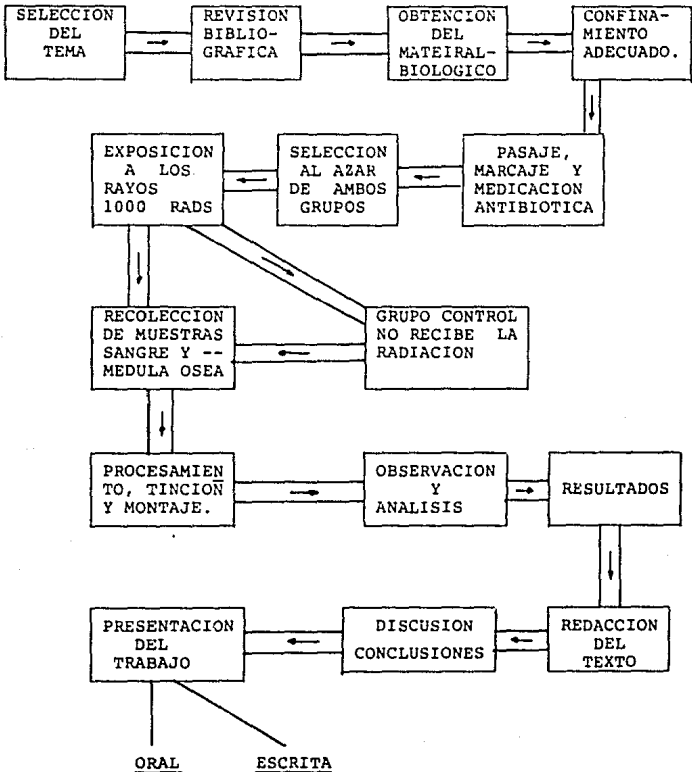 SELECCION
DEL
TEMA
REVISION
BIBLIO-
GRAFICA
OBTENCION
DEL
MATEIRAL-
BIOLOGICO
CONFINA-
MIENTO
ADECUADO.
PASAJE,
MARCAJE Y
MEDICACION
ANTIBIOTICA
SELECCION
AL AZAR
DE AMBOS
GRUPOS
EXPOSICION
A LOS
RAYOS
1000 RADS
GRUPO CONTROL
NO RECIBE LA
RADIACION
RECOLECCION
DE MUESTRAS
SANGRE Y --
MEDULA OSEA
PROCESAMIEN
TO, TINCION
Y MONTAJE.
OBSERVACION
Y
ANALISIS
RESULTADOS
REDACCION
DEL
TEXTO
DISCUSION
CONCLUSIONES
PRESENTACION
DEL
TRABAJO
ORAL
ESCRITA